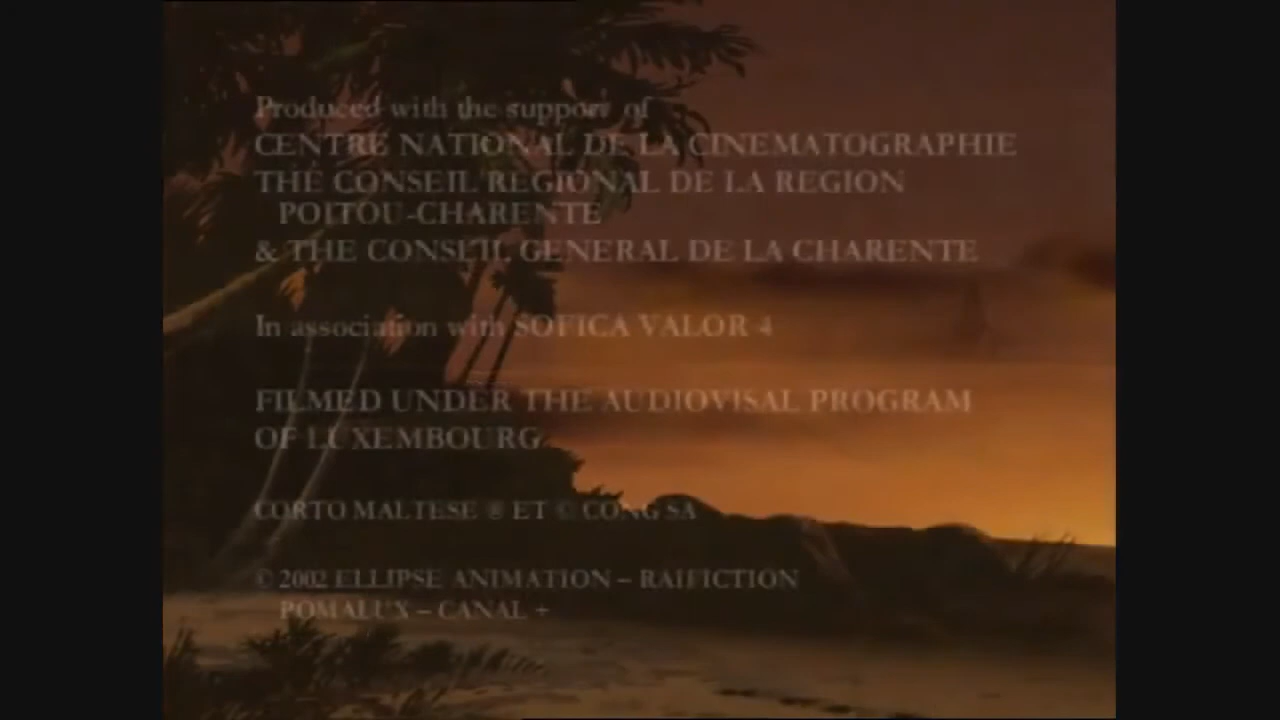 Produced with the support of
CENTRE NATIONAL DE LA CINEMATOGRAPHIE
THE CONSEIL REGIONAL DE LA REGION
POITOU-CHARENTE
& THE CONSEIL GENERAL DE LA CHARENTE
In association with SOFICA VALOR 4
FILMED UNDER THE AUDIOVISAL PROGRAM
OF LUXEMBOURG
CORTO MALTESE ® ET © CONG SA
© 2002 ELLIPSE ANIMATION – RAIFICTION
POMALUX – CANAL +